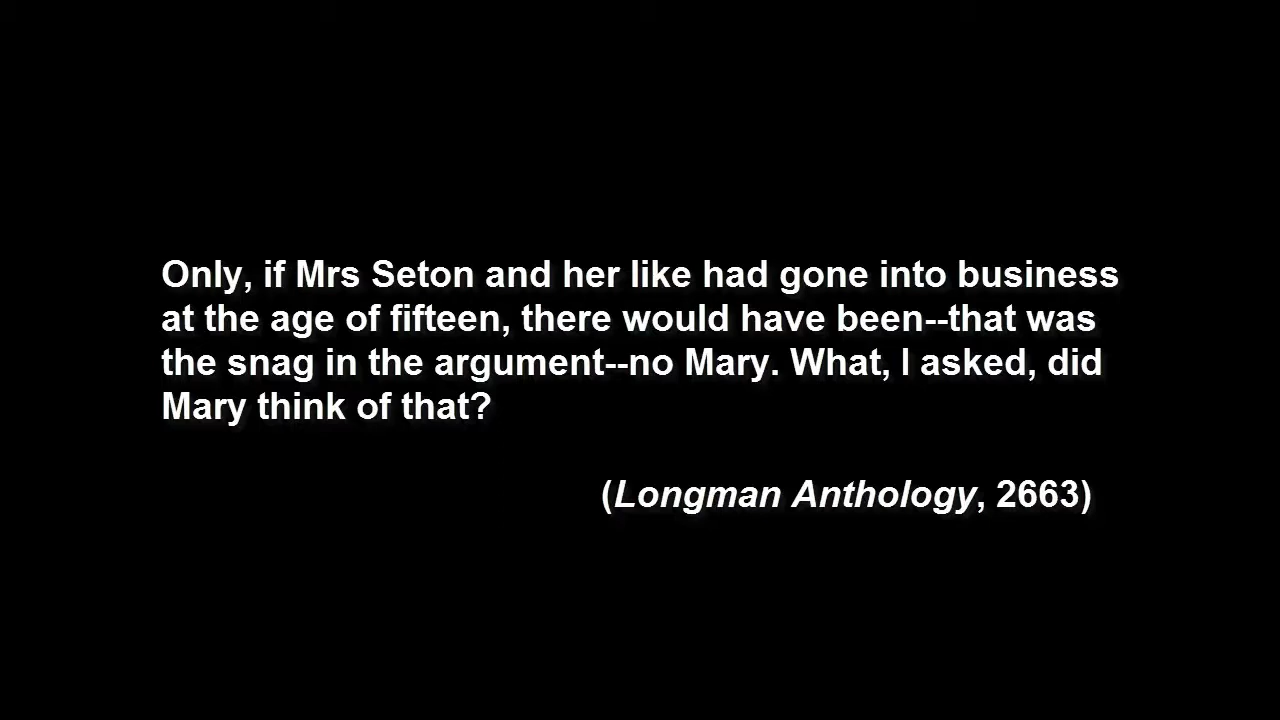 Only, if Mrs Seton and her like had gone into business
at the age of fifteen, there would have been--that was
the snag in the argument--no Mary. What, I asked, did
Mary think of that?
(Longman Anthology, 2663)